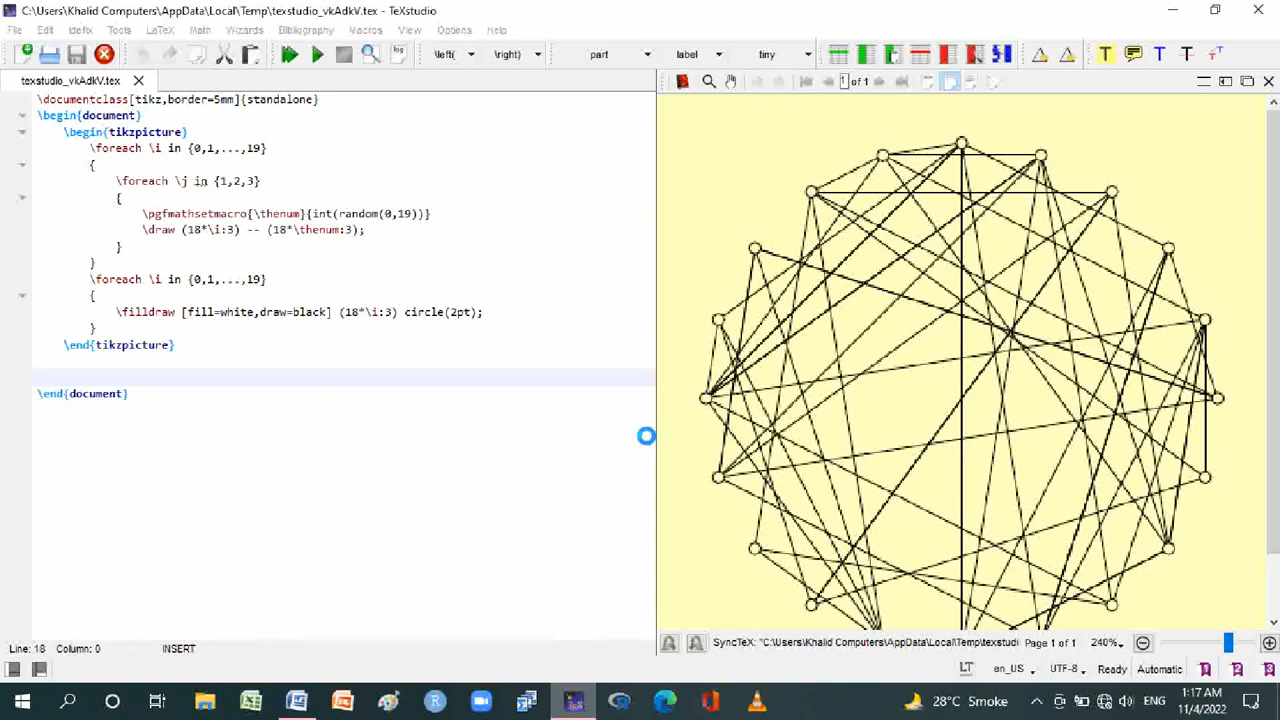 C:\Users\Khalid Computers\AppData\Local\Temp\texstudio_vkAdkV.tex - TeXstudio
File Edit Idefix Tools LaTeX Math Wizards Bibliography Macros View Options Help
\left( \right) part label tiny
texstudio_vkAdkV.tex
1 of 1
\documentclass[tikz,border=5mm]{standalone}
\begin{document}
\begin{tikzpicture}
\foreach \i in {0,1,...,19}
{
\foreach \j in {1,2,3}
{
\pgfmathsetmacro{\thenum}{int(random(0,19))}
\draw (18*\i:3) -- (18*\thenum:3);
}
}
\foreach \i in {0,1,...,19}
{
\filldraw [fill=white,draw=black] (18*\i:3) circle(2pt);
}
\end{tikzpicture}
\end{document}
SyncTeX: "C:\Users\Khalid Computers\AppData\Local\Temp\texstudi
Page 1 of 1 240%
Line: 18 Column: 0 INSERT
en_US UTF-8 Ready Automatic
28°C Smoke
ENG
1:17 AM
11/4/2022